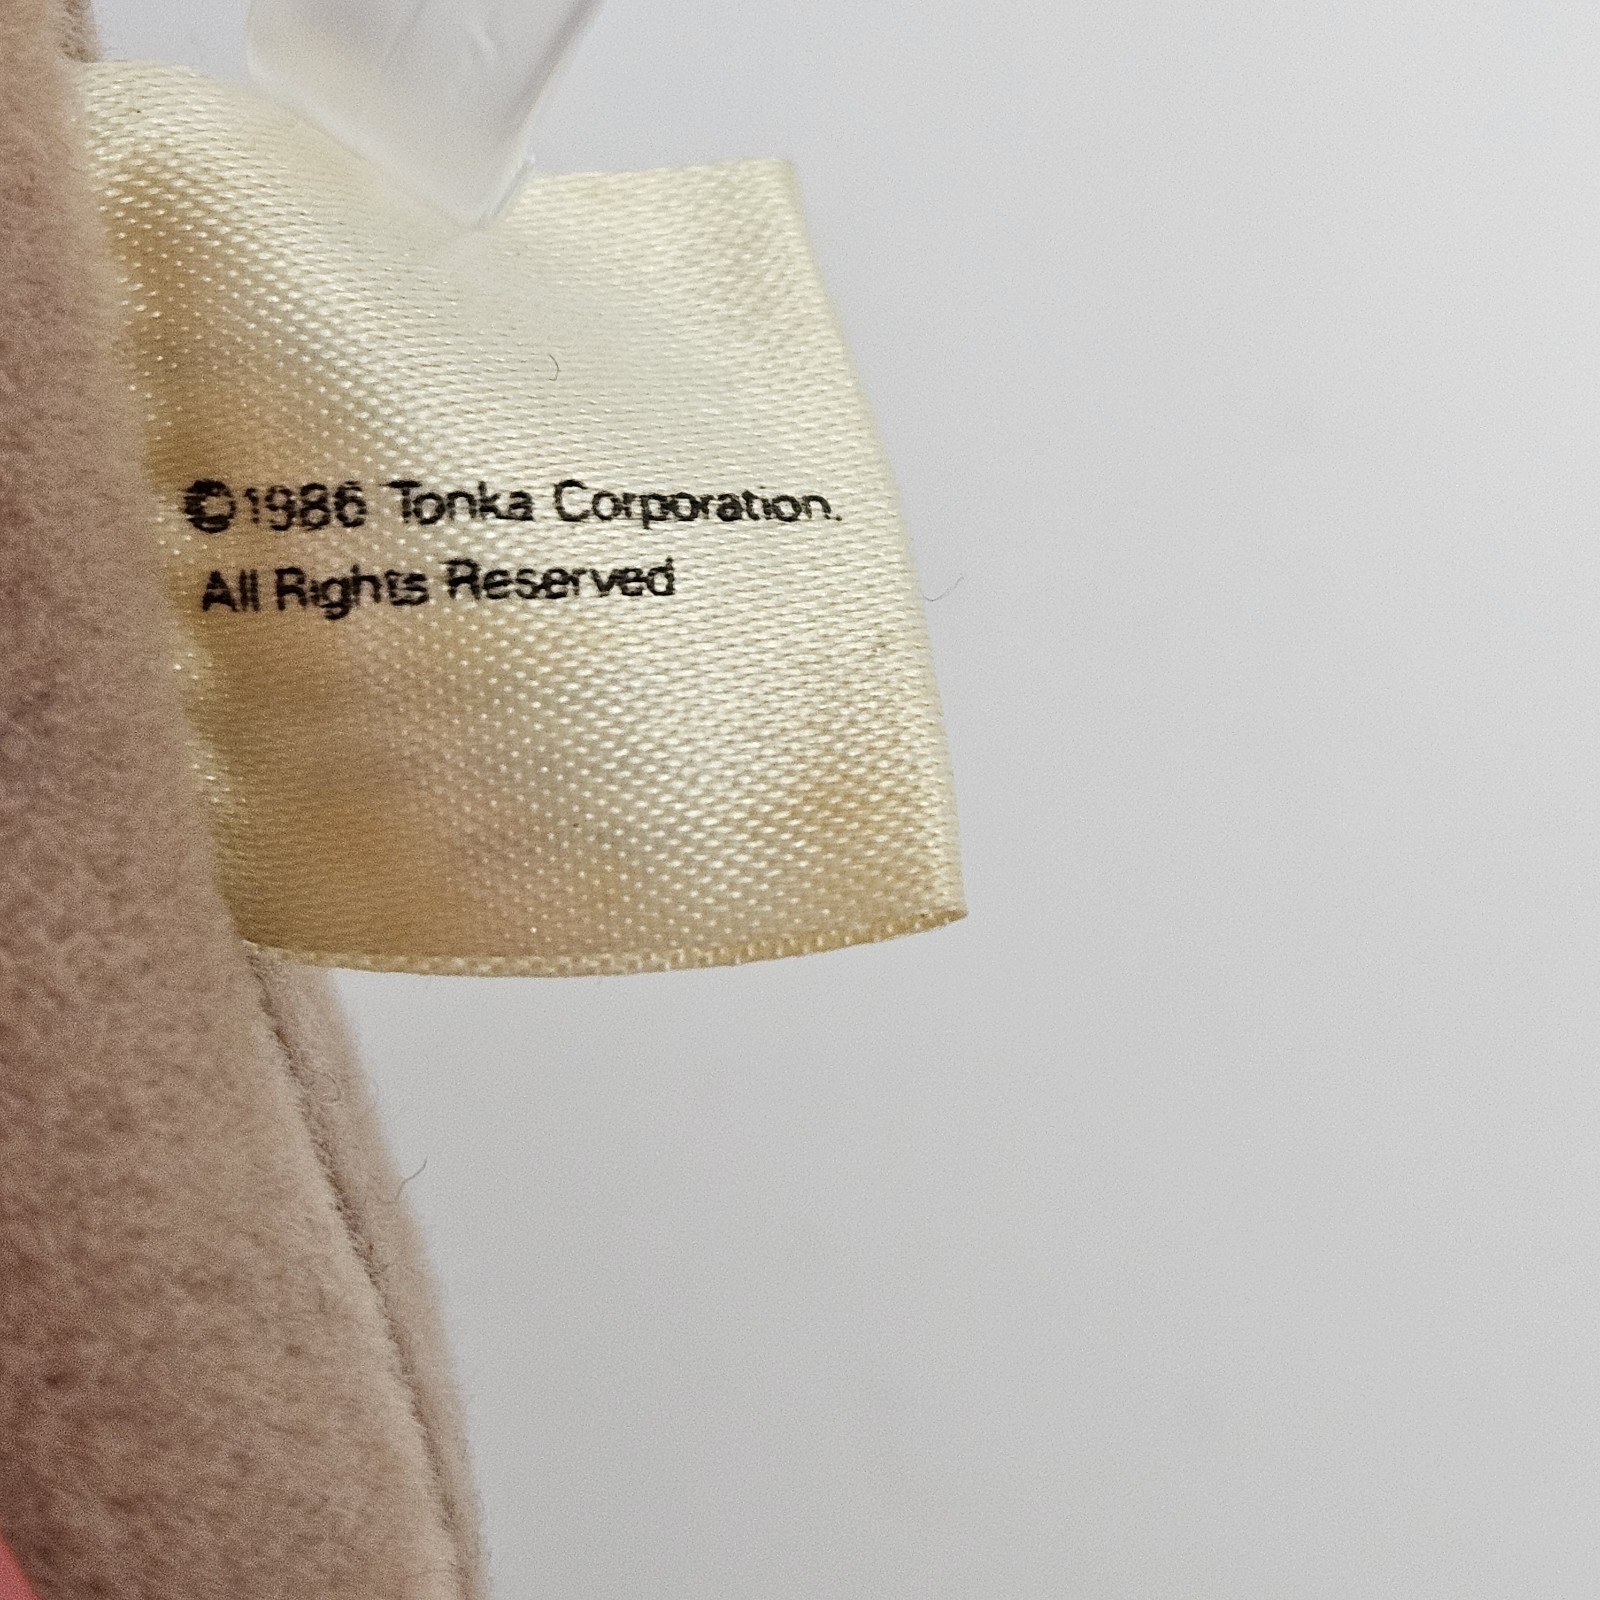 ©1986 Tonka Corporation.
All Rights Reserved